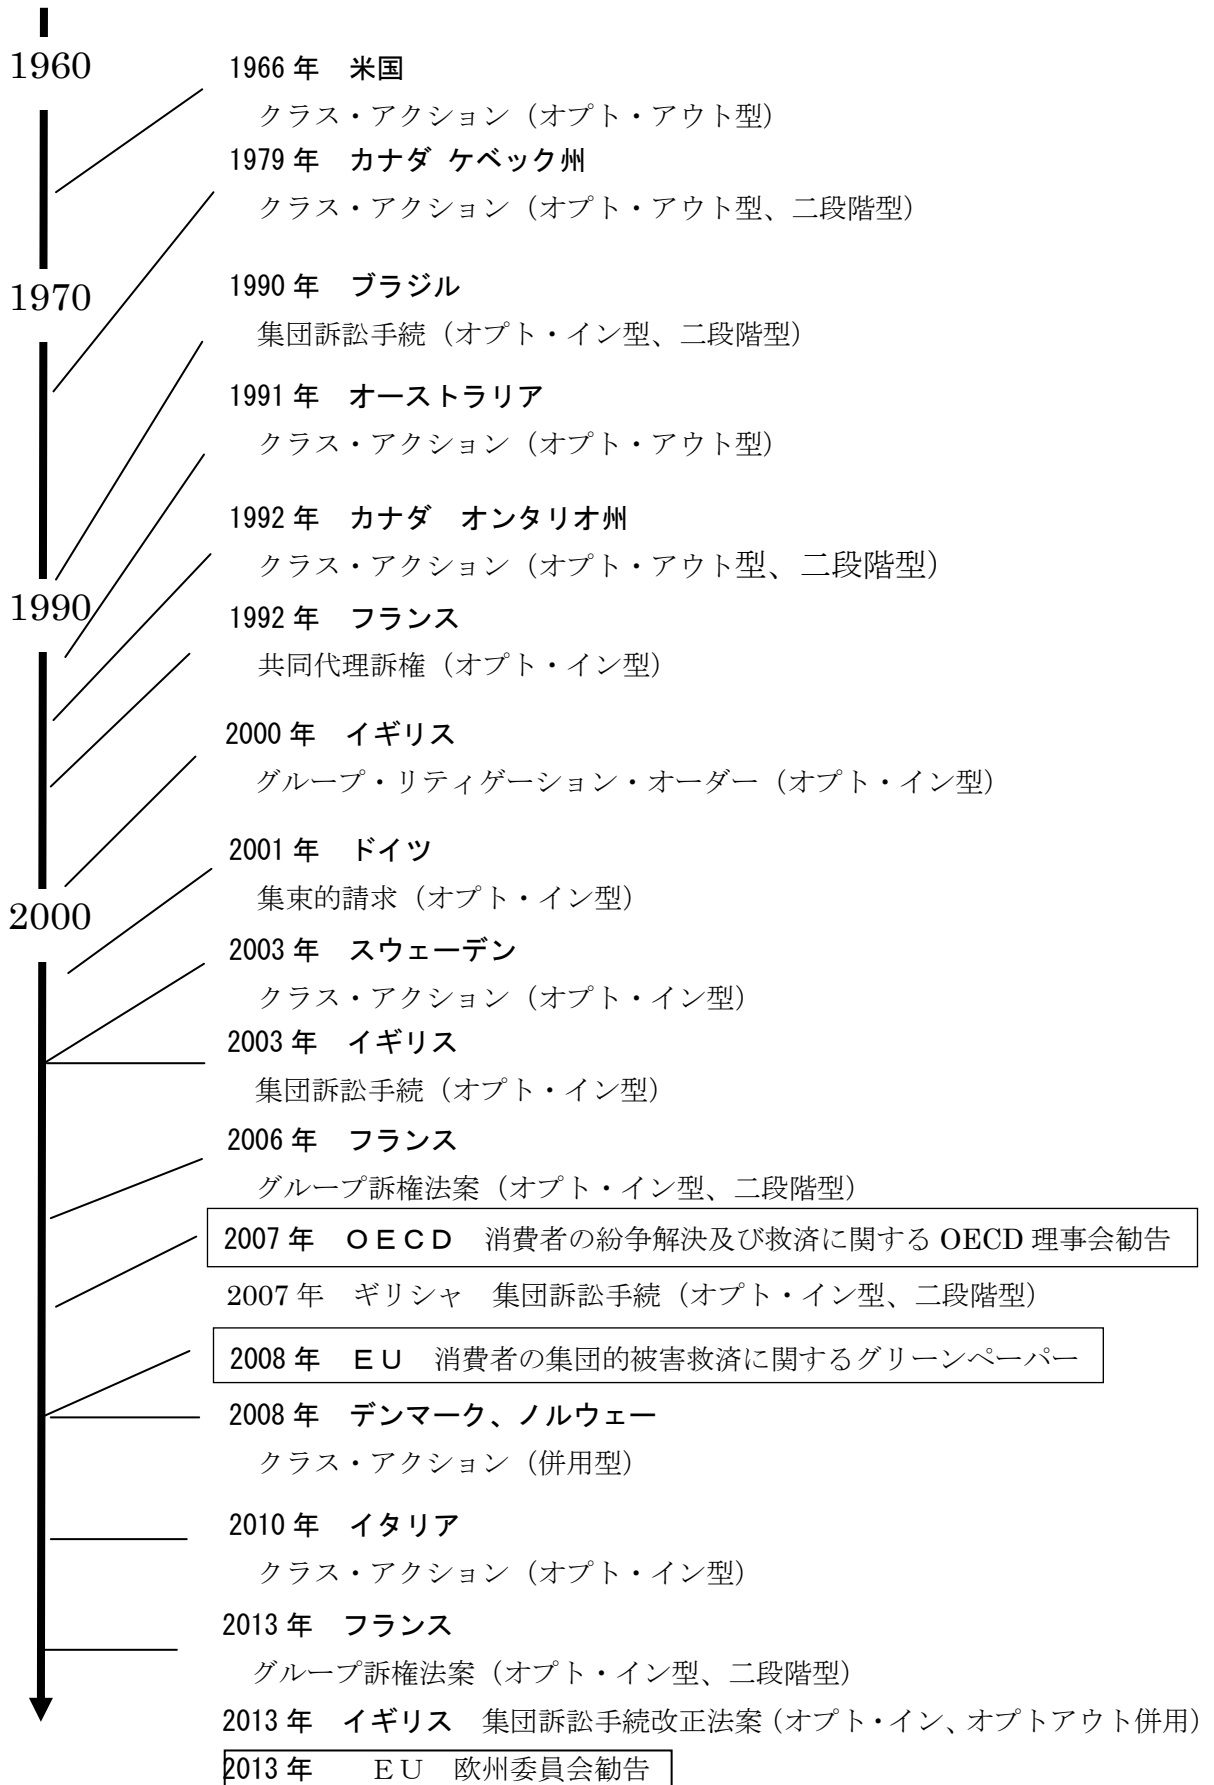 1960
1966 年　米国
クラス・アクション（オプト・アウト型）
1979 年　カナダ ケベック州
クラス・アクション（オプト・アウト型、二段階型）
1970
1990 年　ブラジル
集団訴訟手続（オプト・イン型、二段階型）
1991 年　オーストラリア
クラス・アクション（オプト・アウト型）
1992 年　カナダ　オンタリオ州
クラス・アクション（オプト・アウト型、二段階型）
1990
1992 年　フランス
共同代理訴権（オプト・イン型）
2000 年　イギリス
グループ・リティゲーション・オーダー（オプト・イン型）
2001 年　ドイツ
集束的請求（オプト・イン型）
2000
2003 年　スウェーデン
クラス・アクション（オプト・イン型）
2003 年　イギリス
集団訴訟手続（オプト・イン型）
2006 年　フランス
グループ訴権法案（オプト・イン型、二段階型）
2007 年　ＯＥＣＤ　消費者の紛争解決及び救済に関する OECD 理事会勧告
2007 年　ギリシャ　集団訴訟手続（オプト・イン型、二段階型）
2008 年　ＥＵ　消費者の集団的被害救済に関するグリーンペーパー
2008 年　デンマーク、ノルウェー
クラス・アクション（併用型）
2010 年　イタリア
クラス・アクション（オプト・イン型）
2013 年　フランス
グループ訴権法案（オプト・イン型、二段階型）
2013 年　イギリス　集団訴訟手続改正法案（オプト・イン、オプトアウト併用）
2013 年　　ＥＵ　欧州委員会勧告